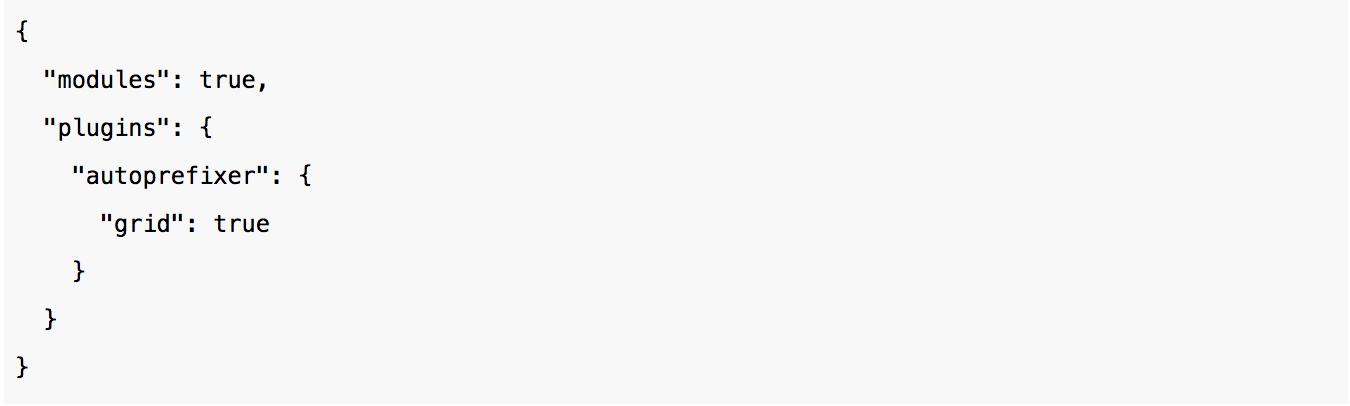 {
  "modules": true,
  "plugins": {
    "autoprefixer": {
      "grid": true
    }
  }
}